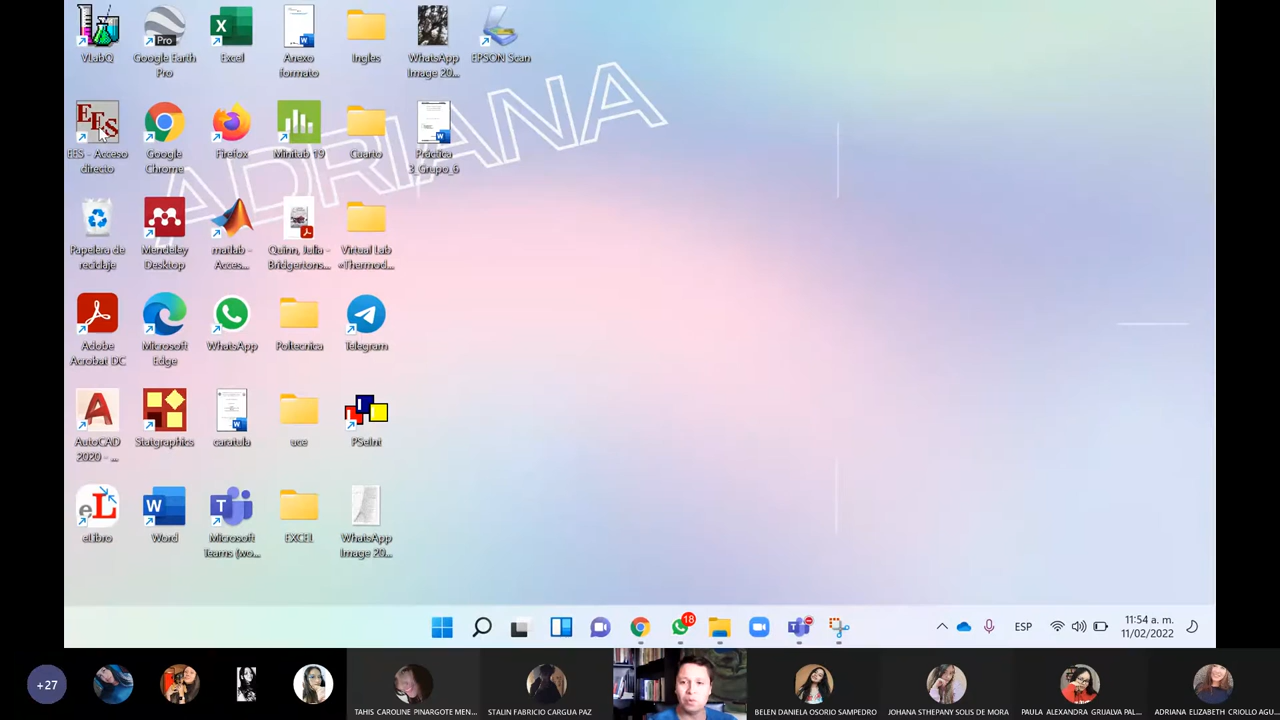 VLabQ
Google Earth
Pro
Excel
Anexo
formato
Ingles
WhatsApp
Image 20...
EPSON Scan
ADRIANA
EES - Acceso
directo
Google
Chrome
Firefox
Minitab 19
Cuarto
Práctica
3_Grupo_6
Papelera de
reciclaje
Mendeley
Desktop
matlab -
Acces...
Quinn, Julia -
Bridgertons...
Virtual Lab
«Thermod...
Adobe
Acrobat DC
Microsoft
Edge
WhatsApp
Politecnica
Telegram
AutoCAD
2020 - ...
Statgraphics
caratula
uce
PSeInt
eLibro
Word
Microsoft
Teams (wo...
EXCEL
WhatsApp
Image 20...
18
ESP
11:54 a. m.
11/02/2022
+27
TAHIS CAROLINE PINARGOTE MEN...
STALIN FABRICIO CARGUA PAZ
BELEN DANIELA OSORIO SAMPEDRO
JOHANA STHEPANY SOLIS DE MORA
PAULA ALEXANDRA GRIJALVA PAL...
ADRIANA ELIZABETH CRIOLLO AGU...